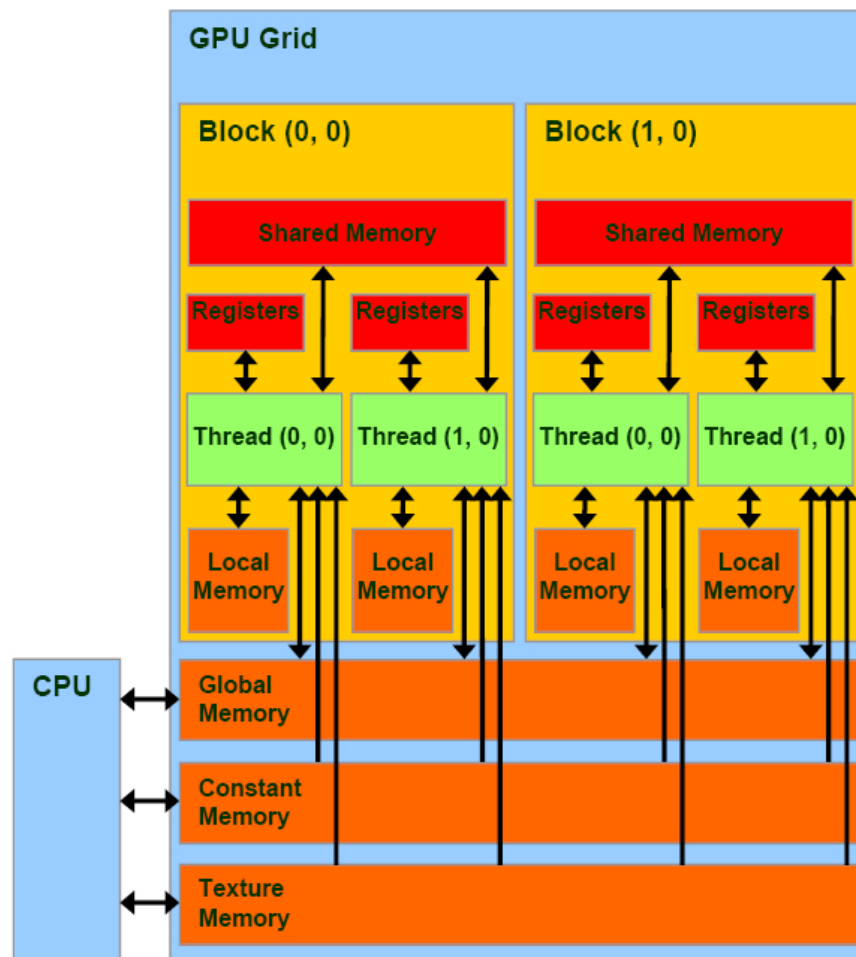 GPU Grid
Block (0, 0)
Block (1, 0)
Shared Memory
Shared Memory
Registers
Registers
Registers
Registers
Thread (0, 0)
Thread (1, 0)
Thread (0, 0)
Thread (1, 0)
Local
Memory
Local
Memory
Local
Memory
Local
Memory
CPU
Global
Memory
Constant
Memory
Texture
Memory